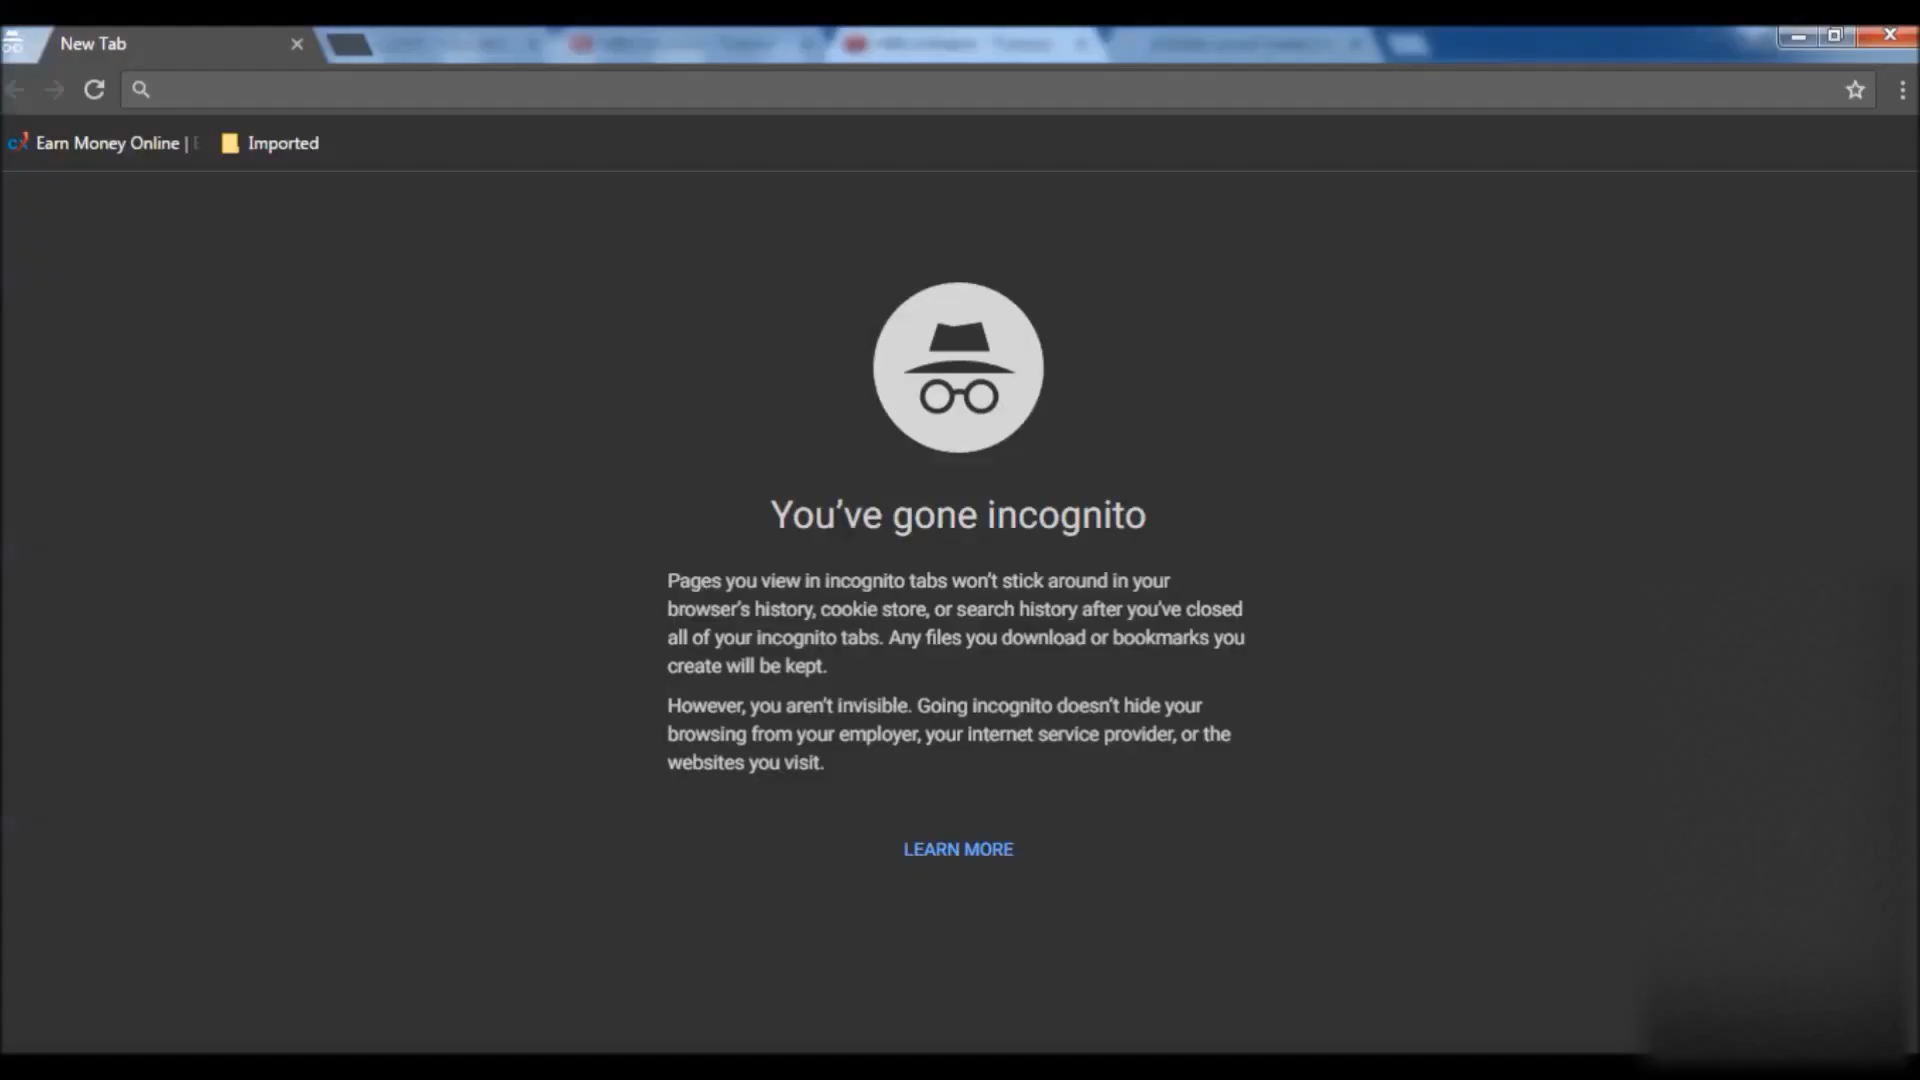 New Tab
Earn Money Online |
Imported
You've gone incognito
Pages you view in incognito tabs won't stick around in your
browser's history, cookie store, or search history after you've closed
all of your incognito tabs. Any files you download or bookmarks you
create will be kept.
However, you aren't invisible. Going incognito doesn't hide your
browsing from your employer, your internet service provider, or the
websites you visit.
LEARN MORE